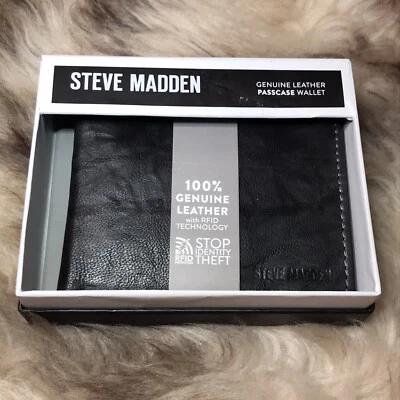 STEVE MADDEN
GENUINE LEATHER
PASSCASE WALLET
100%
GENUINE
LEATHER
with RFID
TECHNOLOGY
RFID
STOP
IDENTITY
THEFT
STEVE MADDEN